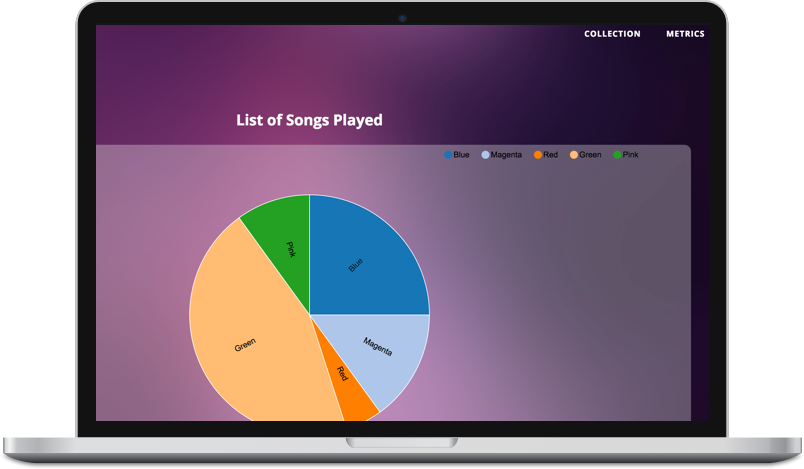 COLLECTION METRICS
List of Songs Played
Blue Magenta Red Green Pink
Pink
Blue
Green
Magenta
Red